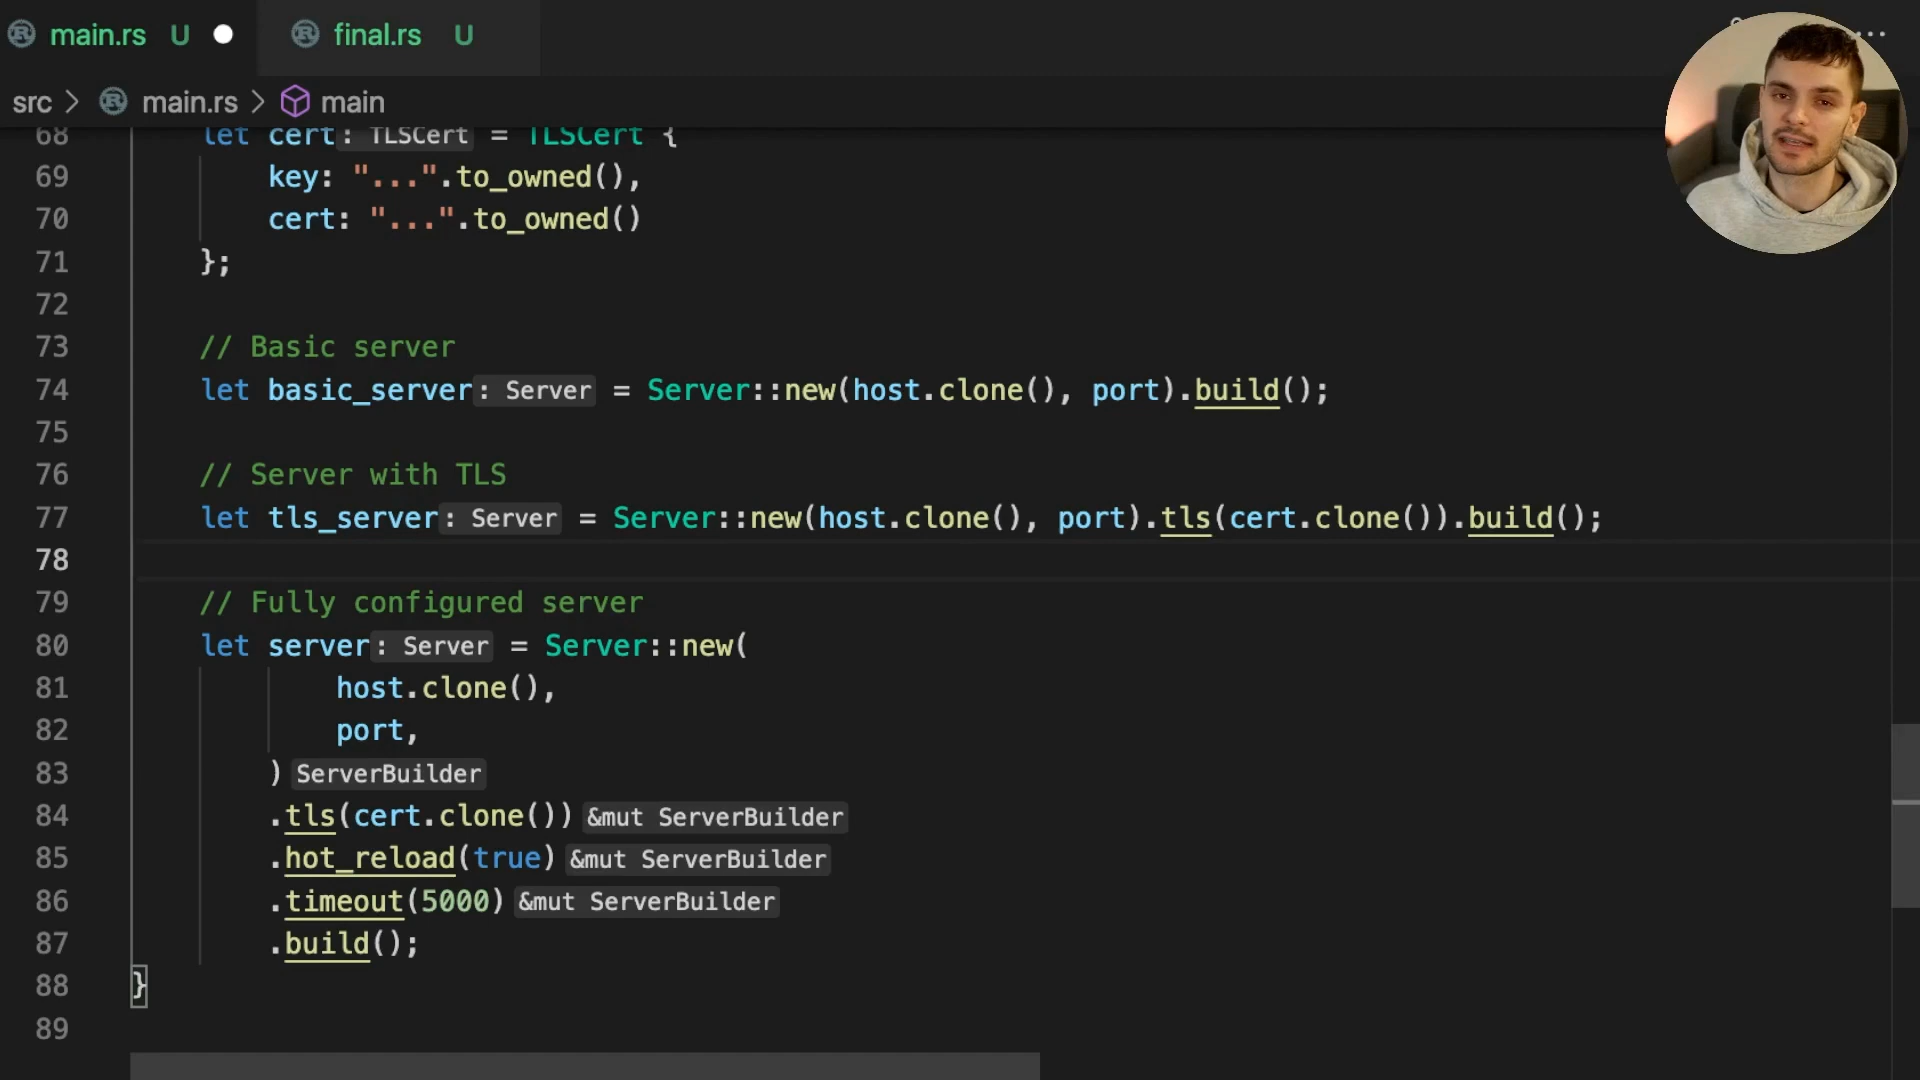 main.rs U final.rs U ...
src > main.rs > main
68 let cert: TLSCert = TLSCert {
69 key: "...".to_owned(),
70 cert: "...".to_owned()
71 };
72
73 // Basic server
74 let basic_server: Server = Server::new(host.clone(), port).build();
75
76 // Server with TLS
77 let tls_server: Server = Server::new(host.clone(), port).tls(cert.clone()).build();
78
79 // Fully configured server
80 let server: Server = Server::new(
81 host.clone(),
82 port,
83 ) ServerBuilder
84 .tls(cert.clone()) &mut ServerBuilder
85 .hot_reload(true) &mut ServerBuilder
86 .timeout(5000) &mut ServerBuilder
87 .build();
88 }
89